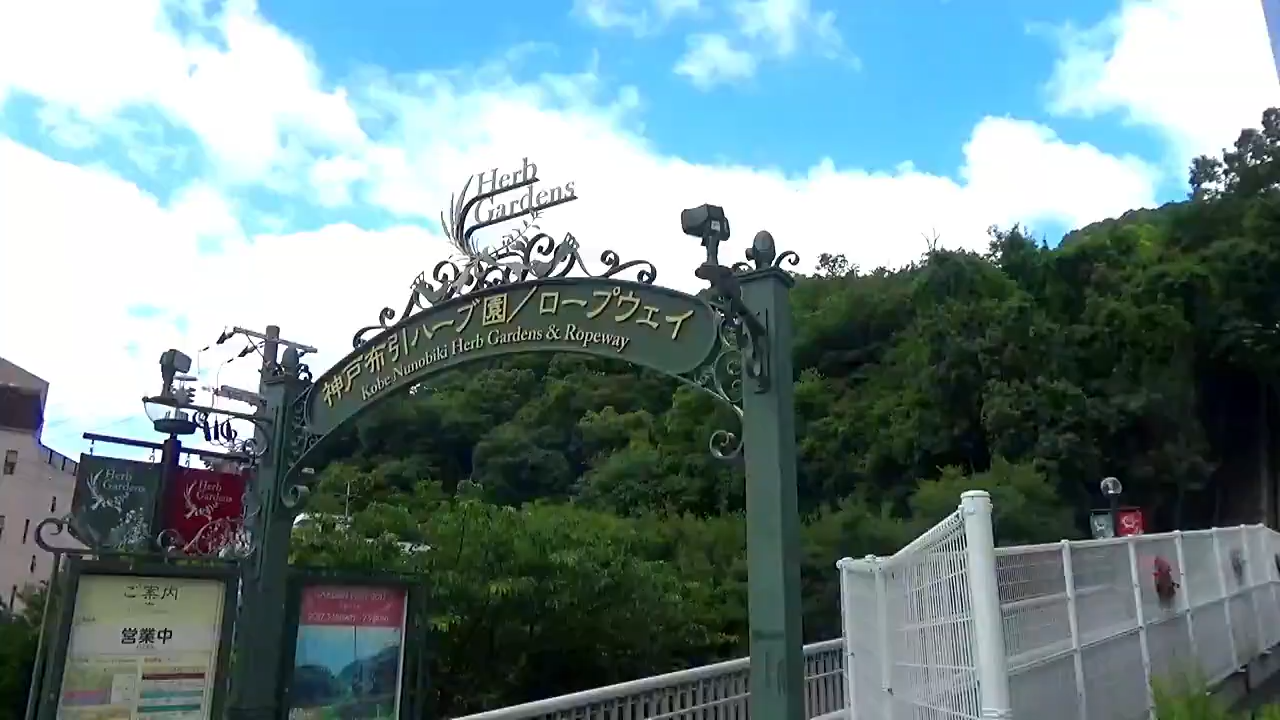 Herb
Gardens
神戸布引ハーブ園／ロープウェイ
Kobe Nunobiki Herb Gardens & Ropeway
Herb
Gardens
Herb
Gardens
ご案内
営業中